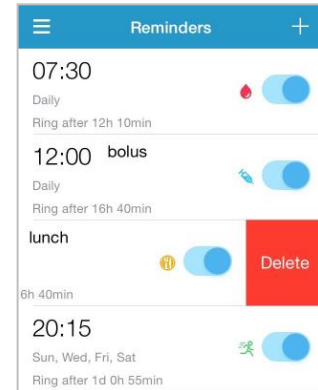 Reminders
07:30
Daily
Ring after 12h 10min
12:00 bolus
Daily
Ring after 16h 40min
lunch
Delete
6h 40min
20:15
Sun, Wed, Fri, Sat
Ring after 1d 0h 55min